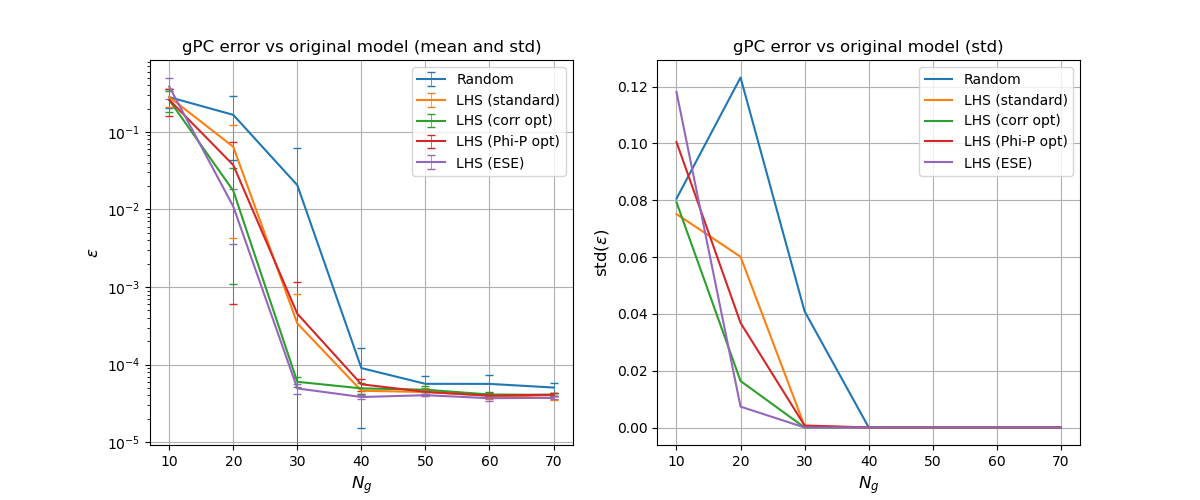 gPC error vs original model (mean and std)
ε
10⁻¹
10⁻²
10⁻³
10⁻⁴
10⁻⁵
Random
LHS (standard)
LHS (corr opt)
LHS (Phi-P opt)
LHS (ESE)
10 20 30 40 50 60 70
N_g
gPC error vs original model (std)
std(ε)
0.12
0.10
0.08
0.06
0.04
0.02
0.00
Random
LHS (standard)
LHS (corr opt)
LHS (Phi-P opt)
LHS (ESE)
10 20 30 40 50 60 70
N_g